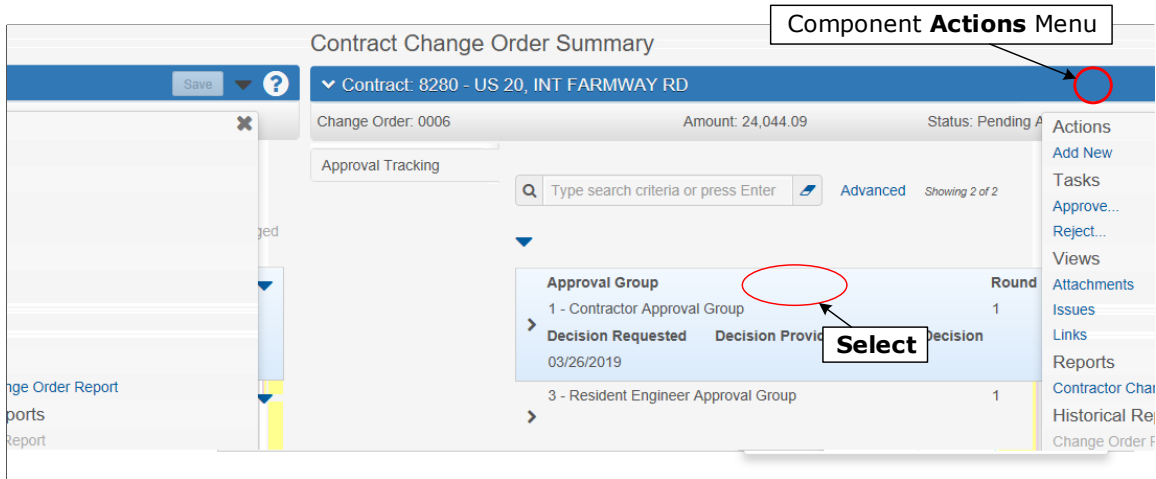 Component Actions Menu
Contract Change Order Summary
Save ?
Contract: 8280 - US 20, INT FARMWAY RD
Change Order: 0006 Amount: 24,044.09 Status: Pending A
Actions
Add New
Tasks
Approve...
Reject...
Views
Attachments
Issues
Links
Reports
Contractor Char
Historical Re
Change Order R
Approval Tracking
Type search criteria or press Enter Advanced Showing 2 of 2
ged
Approval Group Round
1 - Contractor Approval Group 1
Select
Decision Requested Decision Provid Decision
03/26/2019
3 - Resident Engineer Approval Group 1
nge Order Report
ports
Report